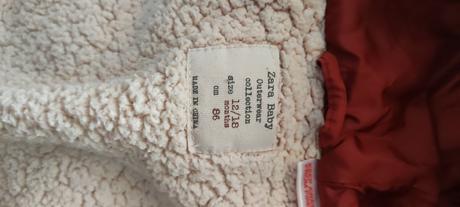 Zara Baby
Outerwear
collection
size 12/18
months
cm 86
MADE IN CHINA